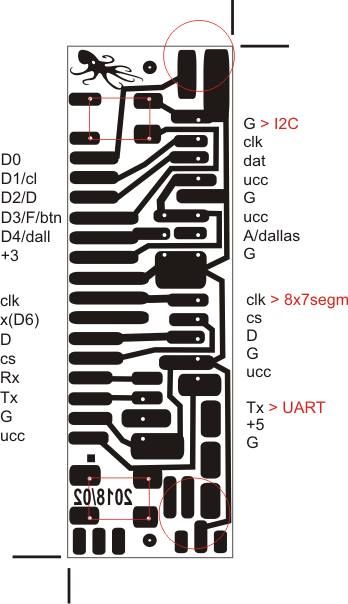 D0
D1/cl
D2/D
D3/F/btn
D4/dall
+3
clk
x(D6)
D
cs
Rx
Tx
G
ucc
G > I2C
clk
dat
ucc
G
ucc
A/dallas
G
clk > 8x7segm
cs
D
G
ucc
Tx > UART
+5
G
2018/02